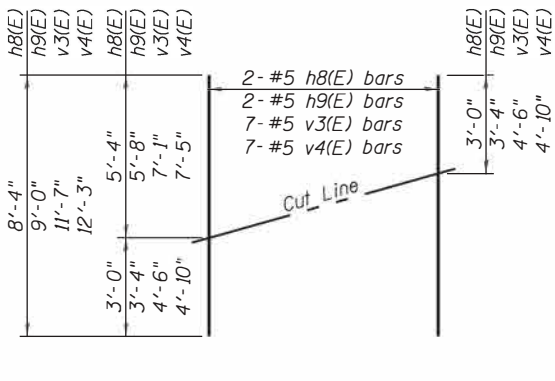 h8(E)
h9(E)
v3(E)
v4(E)
h8(E)
h9(E)
v3(E)
v4(E)
h8(E)
h9(E)
v3(E)
v4(E)
2-#5 h8(E) bars
2-#5 h9(E) bars
7-#5 v3(E) bars
7-#5 v4(E) bars
8'-4"
9'-0"
11'-7"
12'-3"
5'-4"
5'-8"
7'-1"
7'-5"
3'-0"
3'-4"
4'-6"
4'-10"
Cut Line
3'-0"
3'-4"
4'-6"
4'-10"